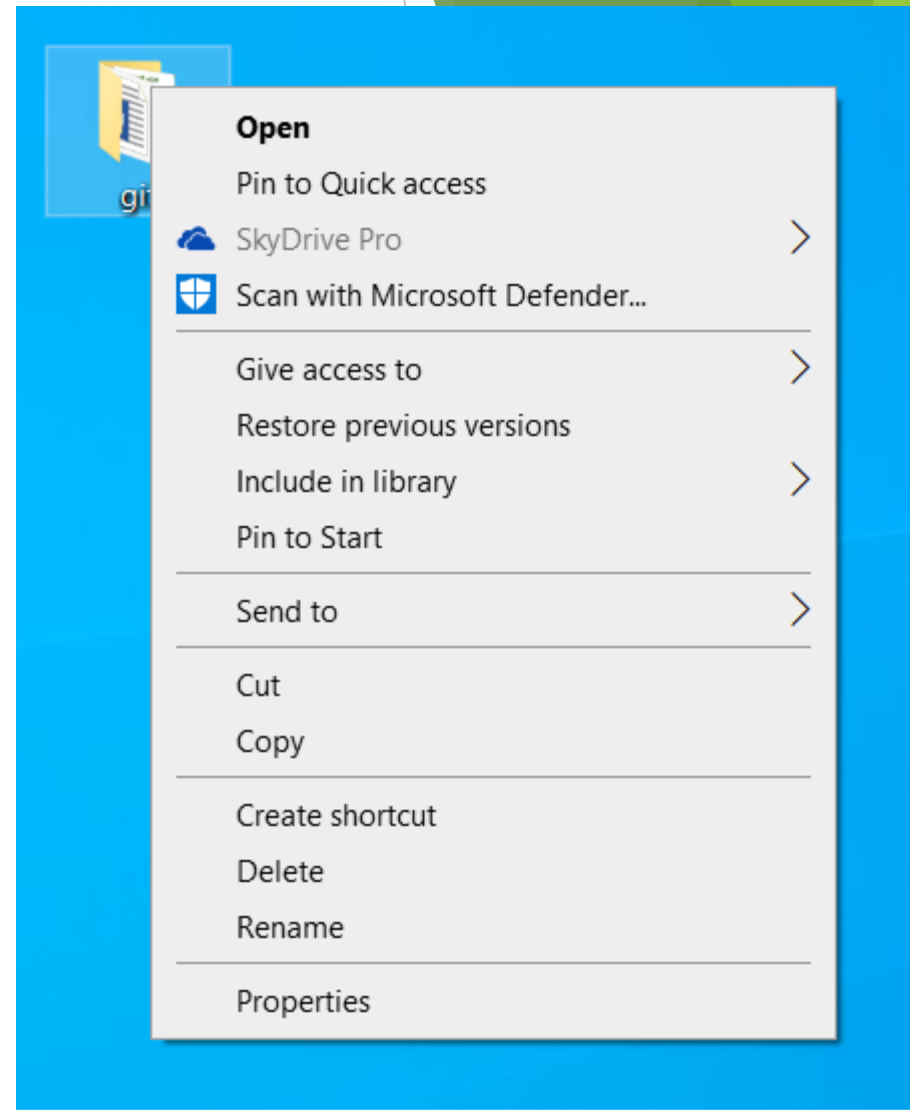 Open
Pin to Quick access
SkyDrive Pro
Scan with Microsoft Defender...
Give access to
Restore previous versions
Include in library
Pin to Start
Send to
Cut
Copy
Create shortcut
Delete
Rename
Properties